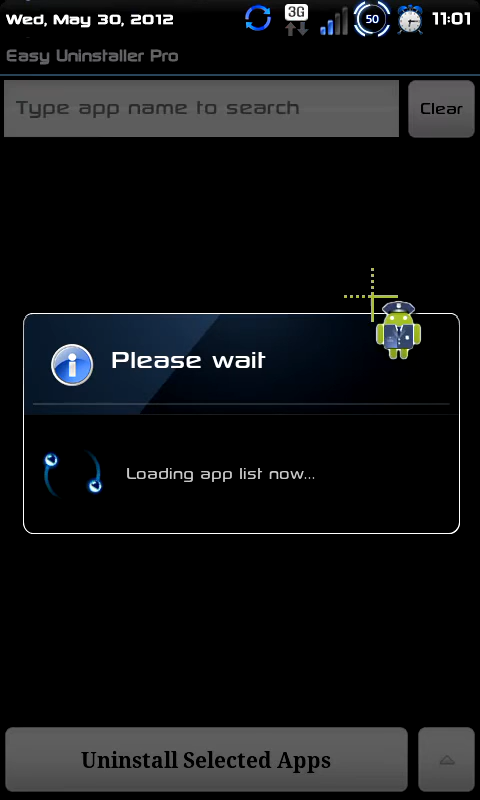 Wed, May 30, 2012 3G 50 11:01
Easy Uninstaller Pro
Type app name to search Clear
Please wait
Loading app list now...
Uninstall Selected Apps